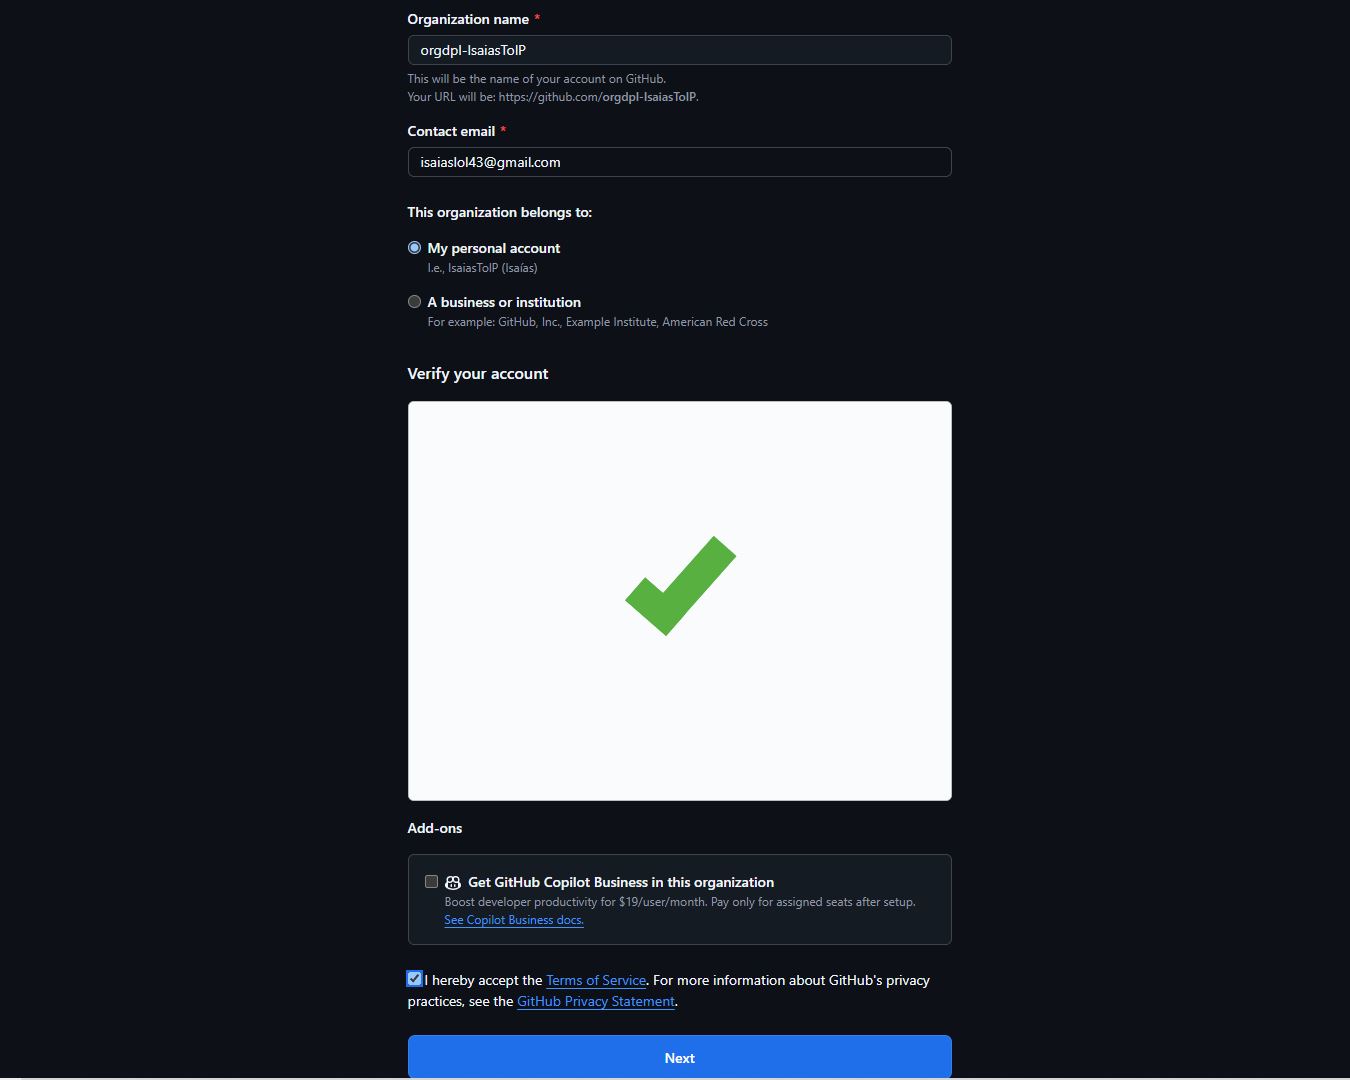 Organization name *
orgdpl-IsaiasToIP
This will be the name of your account on GitHub.
Your URL will be: https://github.com/orgdpl-IsaiasToIP.
Contact email *
isaiaslol43@gmail.com
This organization belongs to:
My personal account
I.e., IsaiasToIP (Isaías)
A business or institution
For example: GitHub, Inc., Example Institute, American Red Cross
Verify your account
Add-ons
Get GitHub Copilot Business in this organization
Boost developer productivity for $19/user/month. Pay only for assigned seats after setup.
See Copilot Business docs.
I hereby accept the Terms of Service. For more information about GitHub's privacy
practices, see the GitHub Privacy Statement.
Next